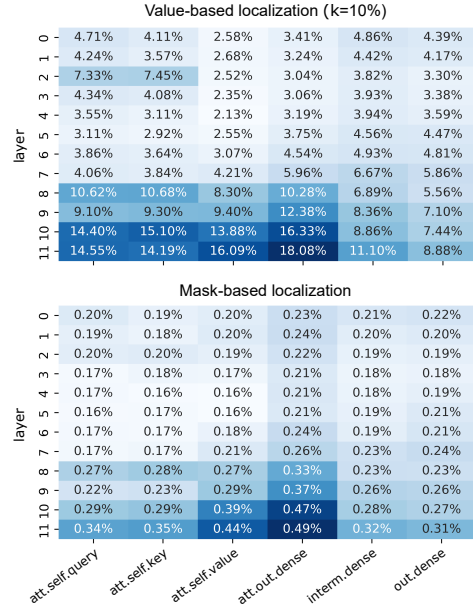 Value-based localization (k=10%)
0 4.71% 4.11% 2.58% 3.41% 4.86% 4.39%
1 4.24% 3.57% 2.68% 3.24% 4.42% 4.17%
2 7.33% 7.45% 2.52% 3.04% 3.82% 3.30%
3 4.34% 4.08% 2.35% 3.06% 3.93% 3.38%
4 3.55% 3.11% 2.13% 3.19% 3.94% 3.59%
5 3.11% 2.92% 2.55% 3.75% 4.56% 4.47%
6 3.86% 3.64% 3.07% 4.54% 4.93% 4.81%
7 4.06% 3.84% 4.21% 5.96% 6.67% 5.86%
8 10.62% 10.68% 8.30% 10.28% 6.89% 5.56%
9 9.10% 9.30% 9.40% 12.38% 8.36% 7.10%
10 14.40% 15.10% 13.88% 16.33% 8.86% 7.44%
11 14.55% 14.19% 16.09% 18.08% 11.10% 8.88%
layer
Mask-based localization
0 0.20% 0.19% 0.20% 0.23% 0.21% 0.22%
1 0.19% 0.18% 0.20% 0.24% 0.20% 0.20%
2 0.20% 0.20% 0.19% 0.22% 0.19% 0.19%
3 0.17% 0.18% 0.17% 0.21% 0.18% 0.18%
4 0.17% 0.16% 0.16% 0.21% 0.18% 0.19%
5 0.16% 0.17% 0.16% 0.21% 0.19% 0.21%
6 0.17% 0.17% 0.18% 0.24% 0.19% 0.21%
7 0.17% 0.17% 0.21% 0.26% 0.23% 0.24%
8 0.27% 0.28% 0.27% 0.33% 0.23% 0.23%
9 0.22% 0.23% 0.29% 0.37% 0.26% 0.26%
10 0.29% 0.29% 0.39% 0.47% 0.28% 0.27%
11 0.34% 0.35% 0.44% 0.49% 0.32% 0.31%
layer
att.self.query att.self.key att.self.value att.out.dense interm.dense out.dense